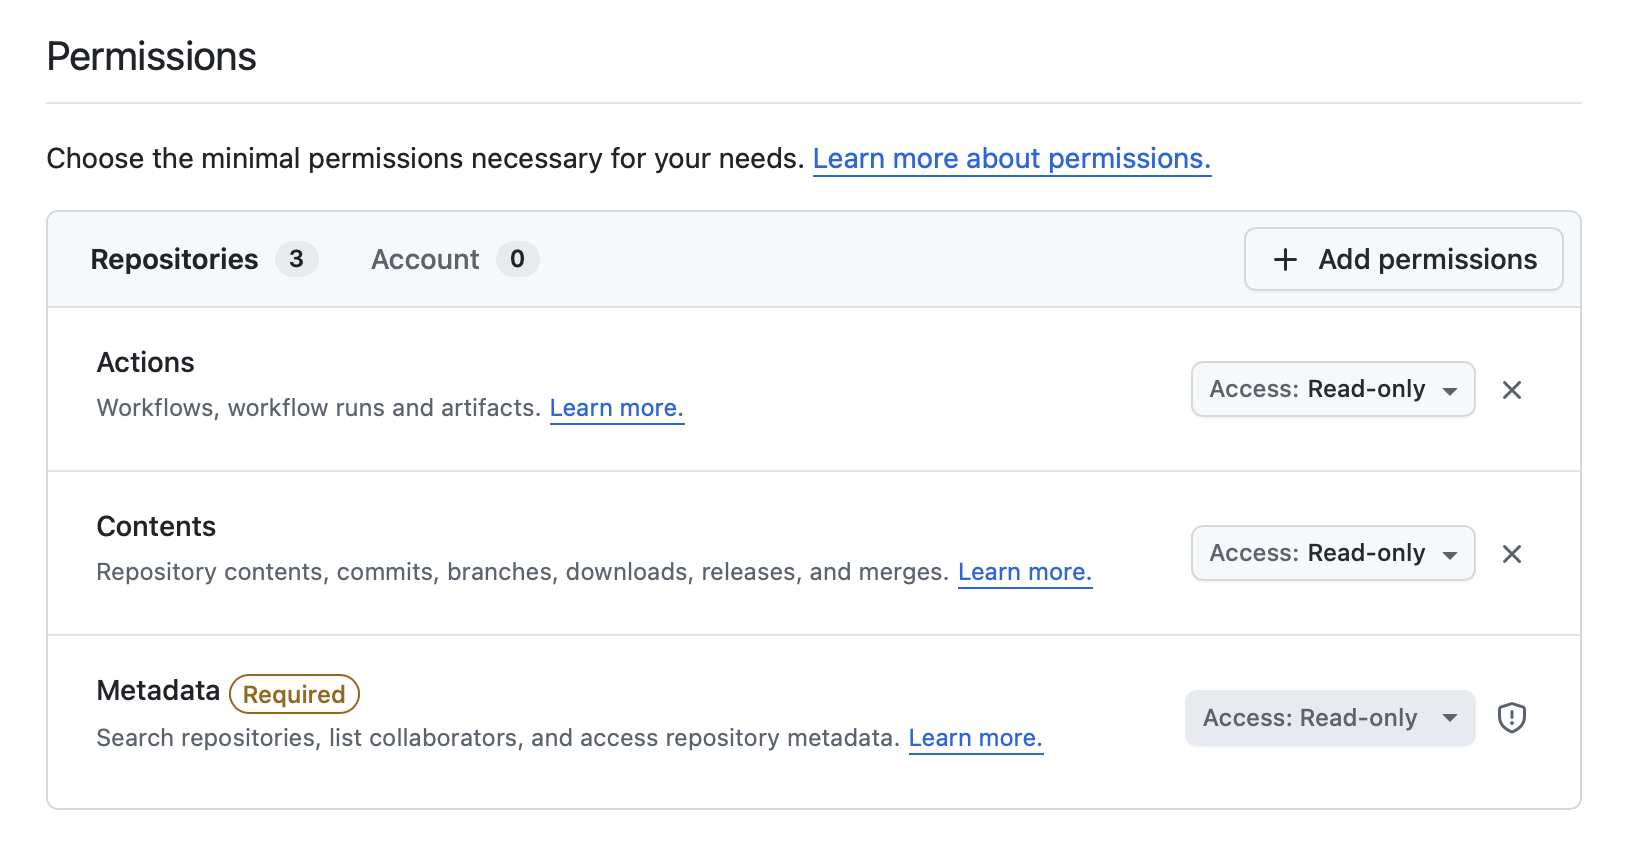 Permissions
Choose the minimal permissions necessary for your needs. Learn more about permissions.
Repositories 3 Account 0 + Add permissions
Actions
Workflows, workflow runs and artifacts. Learn more.
Access: Read-only
Contents
Repository contents, commits, branches, downloads, releases, and merges. Learn more.
Access: Read-only
Metadata Required
Search repositories, list collaborators, and access repository metadata. Learn more.
Access: Read-only